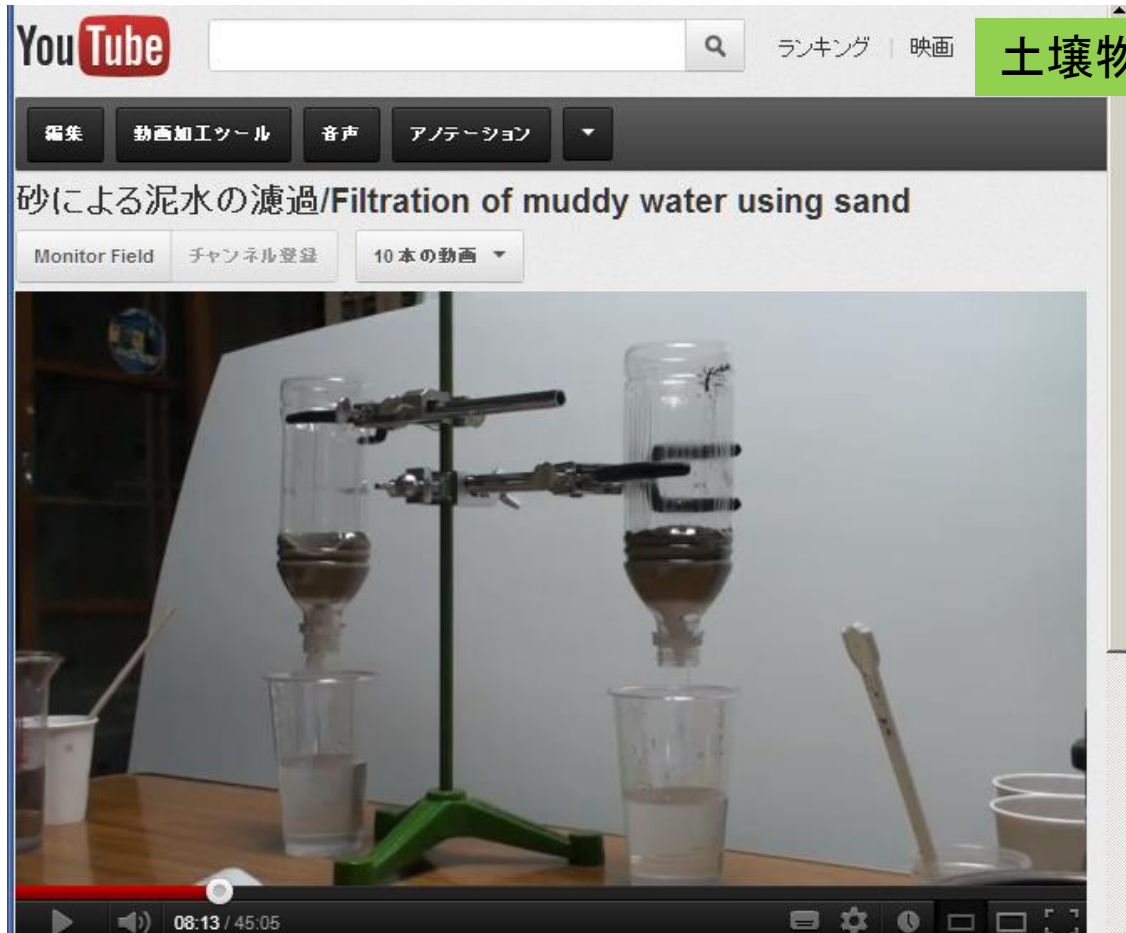 YouTube
ランキング | 映画
土壌物
編集 動画加工ツール 音声 アノテーション
砂による泥水の濾過/Filtration of muddy water using sand
Monitor Field チャンネル登録 10 本の動画
08:13 / 45:05